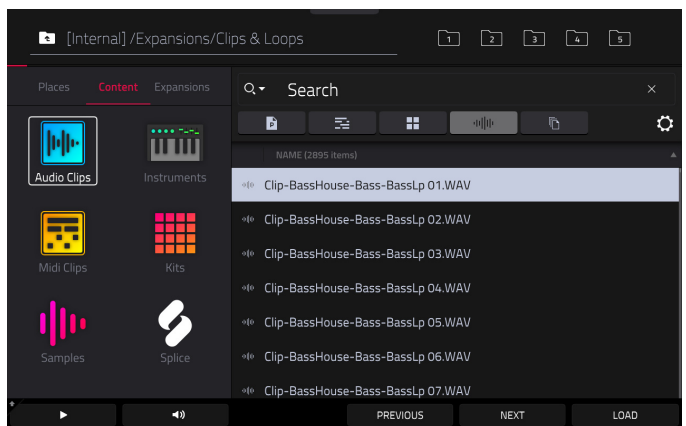 [Internal] /Expansions/Clips & Loops
1 2 3 4 5
Places Content Expansions
Search
Audio Clips
Instruments
Midi Clips
Kits
Samples
Splice
NAME (2895 items)
Clip-BassHouse-Bass-BassLp 01.WAV
Clip-BassHouse-Bass-BassLp 02.WAV
Clip-BassHouse-Bass-BassLp 03.WAV
Clip-BassHouse-Bass-BassLp 04.WAV
Clip-BassHouse-Bass-BassLp 05.WAV
Clip-BassHouse-Bass-BassLp 06.WAV
Clip-BassHouse-Bass-BassLp 07.WAV
PREVIOUS NEXT LOAD